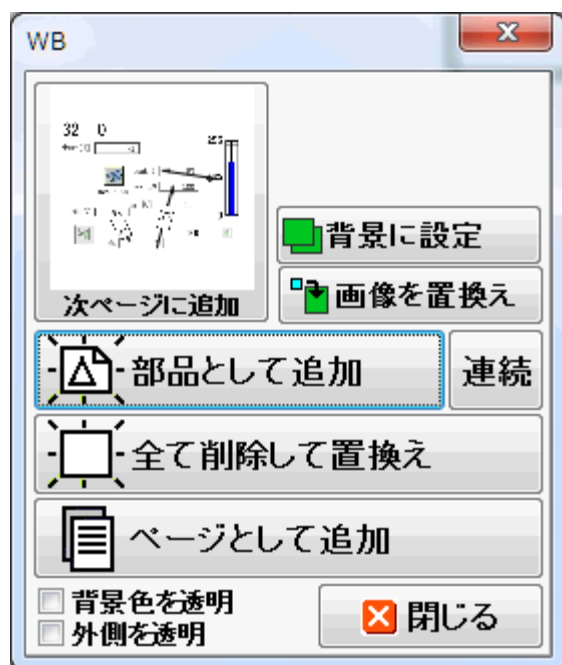 WB
32 0
次ページに追加
背景に設定
画像を置換え
部品として追加
連続
全て削除して置換え
ページとして追加
背景色を透明
外側を透明
閉じる